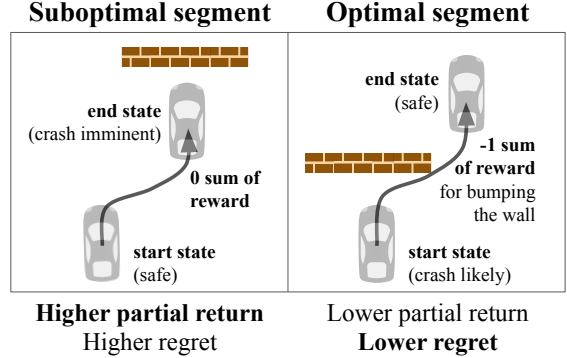 Suboptimal segment
end state
(crash imminent)
0 sum of
reward
start state
(safe)
Higher partial return
Higher regret
Optimal segment
end state
(safe)
-1 sum
of reward
for bumping
the wall
start state
(crash likely)
Lower partial return
Lower regret